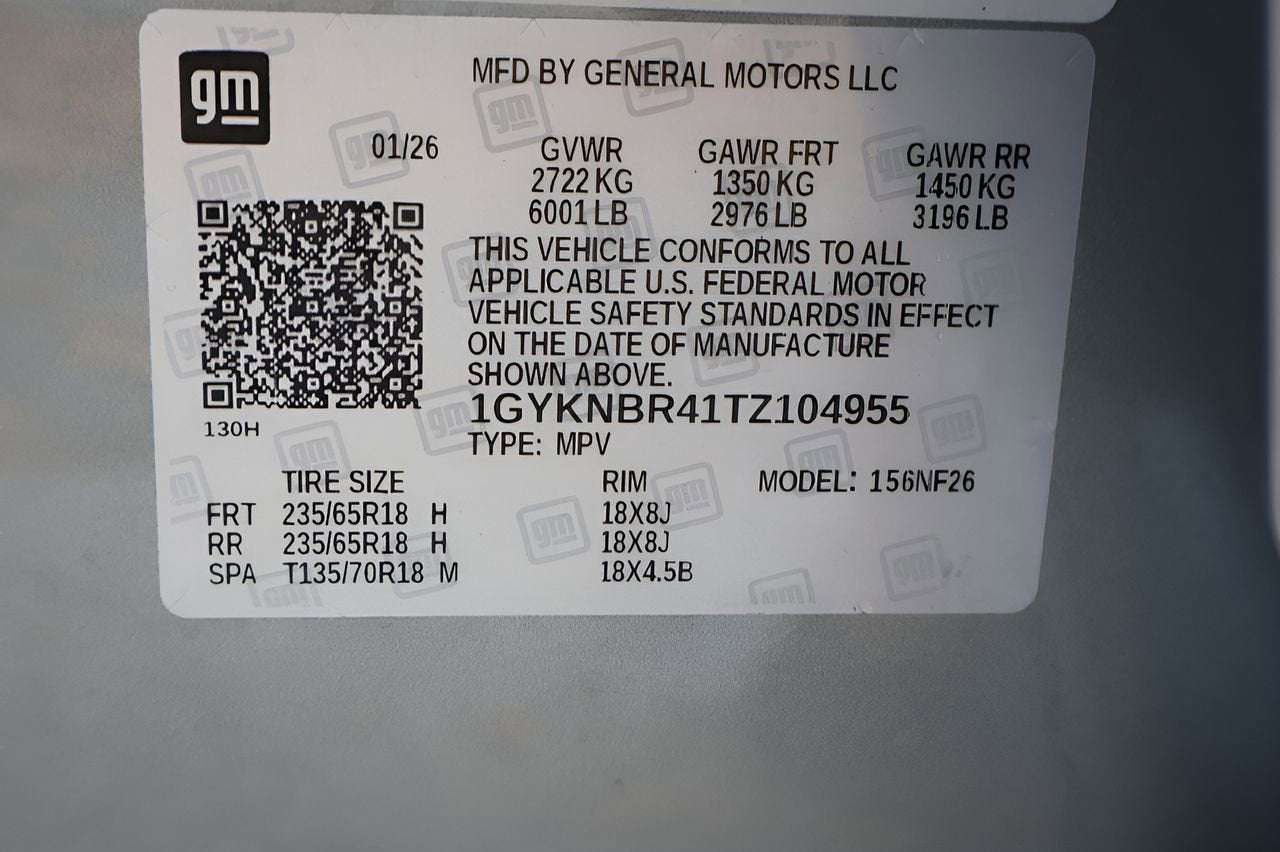 gm
MFD BY GENERAL MOTORS LLC
01/26 GVWR GAWR FRT GAWR RR
2722 KG 1350 KG 1450 KG
6001 LB 2976 LB 3196 LB
THIS VEHICLE CONFORMS TO ALL
APPLICABLE U.S. FEDERAL MOTOR
VEHICLE SAFETY STANDARDS IN EFFECT
ON THE DATE OF MANUFACTURE
SHOWN ABOVE.
1GYKNBR41TZ104955
130H
TYPE: MPV
TIRE SIZE RIM MODEL: 156NF26
FRT 235/65R18 H 18X8J
RR 235/65R18 H 18X8J
SPA T135/70R18 M 18X4.5B